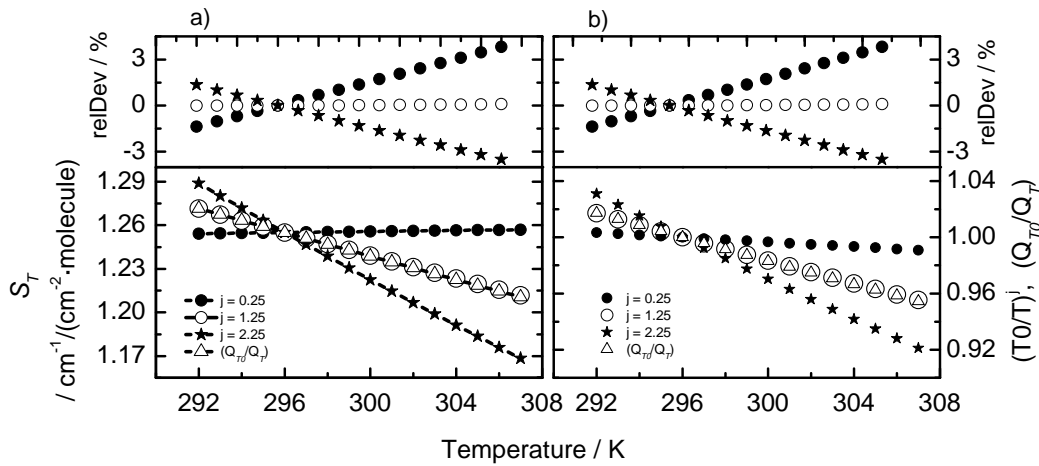 a)
b)
relDev / %
3
0
-3
3
0
-3
relDev / %
S_T
/ cm⁻¹/(cm⁻²·molecule)
1.29
1.26
1.23
1.20
1.17
j = 0.25
j = 1.25
j = 2.25
(Q_T0/Q_T)
j = 0.25
j = 1.25
j = 2.25
(Q_T0/Q_T)
1.04
1.00
0.96
0.92
(T0/T)ʲ, (Q_T0/Q_T)
292 296 300 304 308
292 296 300 304 308
Temperature / K